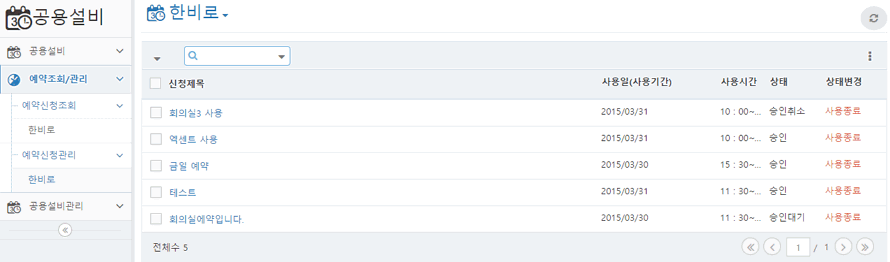 공용설비
공용설비
예약조회/관리
예약신청조회
한비로
예약신청관리
한비로
공용설비관리
한비로
신청제목 사용일(사용기간) 사용시간 상태 상태변경
회의실3 사용 2015/03/31 10 : 00~... 승인취소 사용종료
엑센트 사용 2015/03/31 10 : 00~... 승인 사용종료
금일 예약 2015/03/30 15 : 30~... 승인 사용종료
테스트 2015/03/31 11 : 30~... 승인 사용종료
회의실예약입니다. 2015/03/30 11 : 30~... 승인대기 사용종료
전체수 5 1 / 1